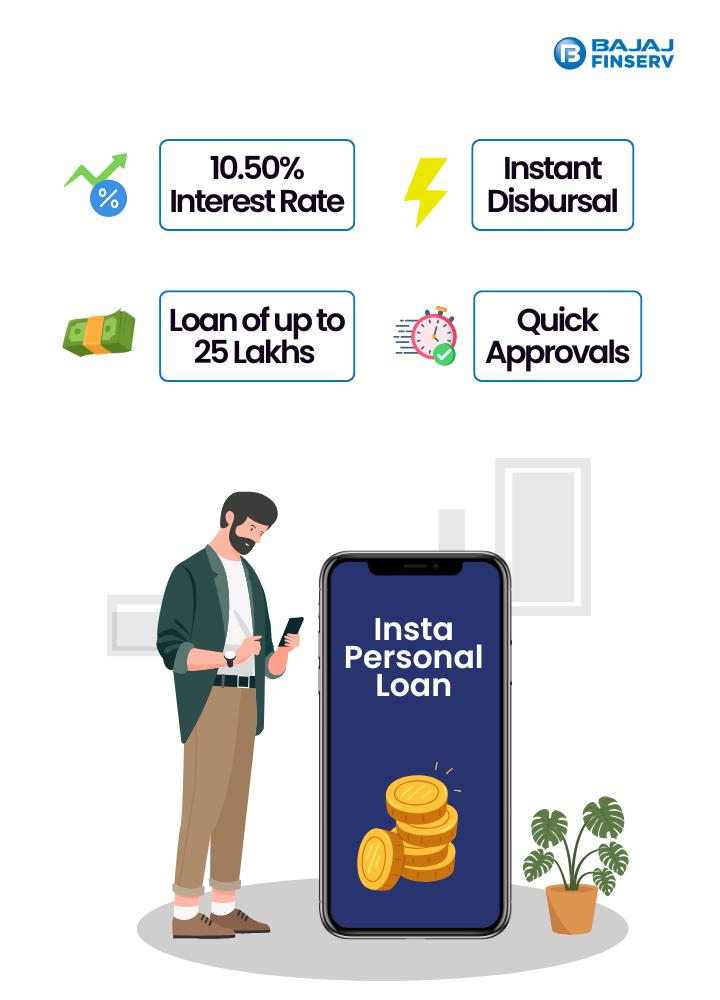 BAJAJ
FINSERV
10.50%
Interest Rate
Instant
Disbursal
Loan of up to
25 Lakhs
Quick
Approvals
Insta
Personal
Loan